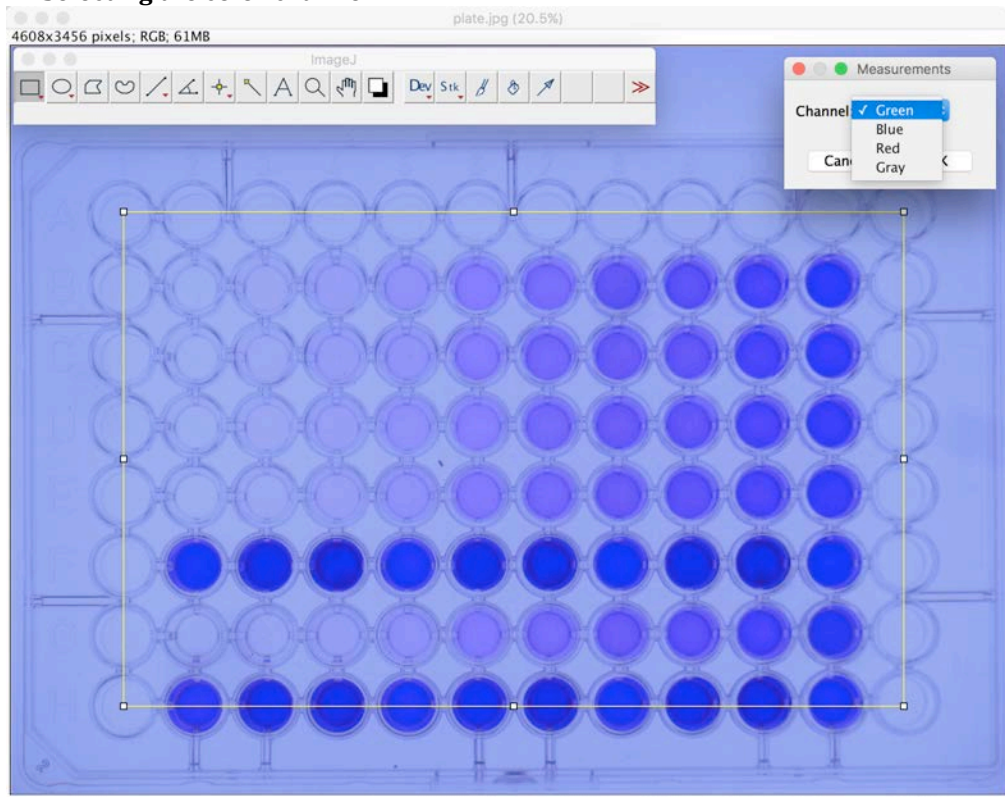 plate.jpg (20.5%)
4608x3456 pixels; RGB; 61MB
ImageJ
Dev Stk
Measurements
Channel: ✓ Green
Blue
Red
Gray